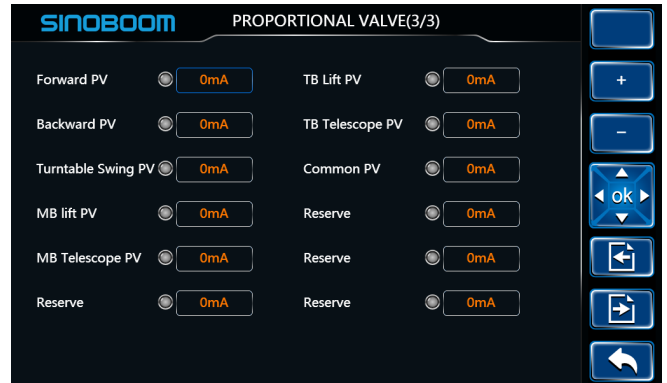 SINOBOOM PROPORTIONAL VALVE(3/3)
Forward PV 0mA TB Lift PV 0mA +
Backward PV 0mA TB Telescope PV 0mA −
Turntable Swing PV 0mA Common PV 0mA
MB lift PV 0mA Reserve 0mA ok
MB Telescope PV 0mA Reserve 0mA
Reserve 0mA Reserve 0mA